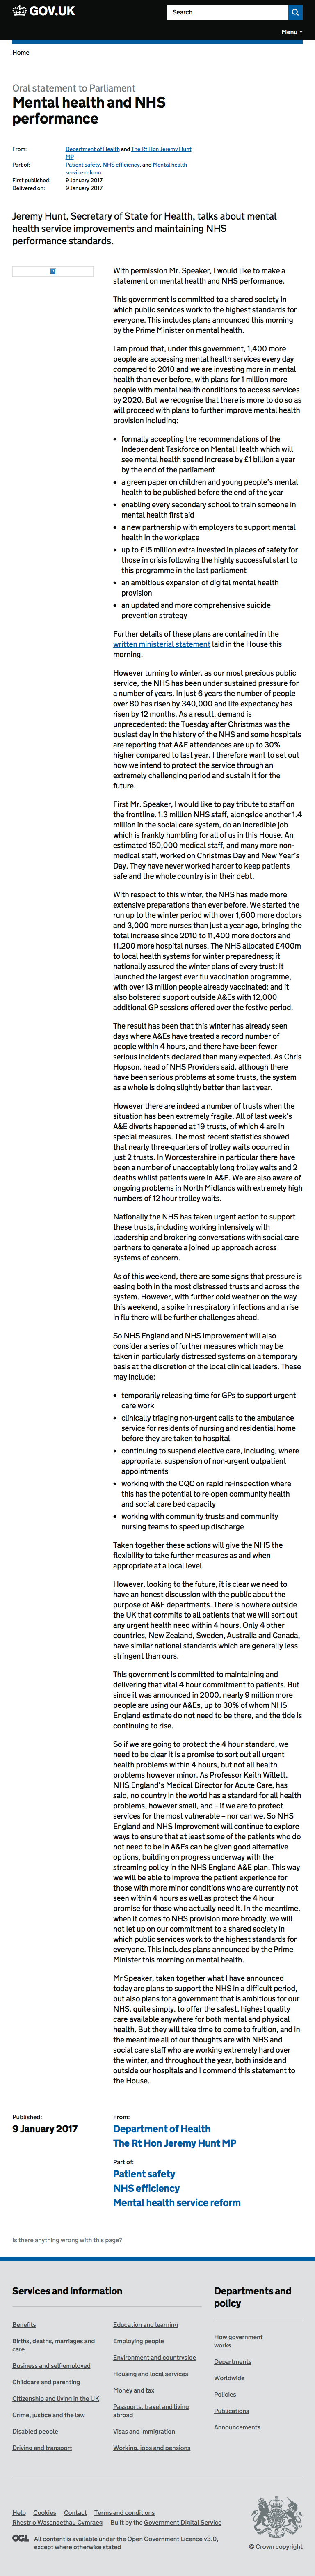 GOV.UK
Search
Menu
Home
Oral statement to Parliament
Mental health and NHS
performance
From:
Department of Health and The Rt Hon Jeremy Hunt
MP
Part of:
Patient safety, NHS efficiency, and Mental health
service reform
First published:
9 January 2017
Delivered on:
9 January 2017
Jeremy Hunt, Secretary of State for Health, talks about mental
health service improvements and maintaining NHS
performance standards.
With permission Mr. Speaker, I would like to make a
statement on mental health and NHS performance.
This government is committed to a shared society in
which public services work to the highest standards for
everyone. This includes plans announced this morning
by the Prime Minister on mental health.
I am proud that, under this government, 1,400 more
people are accessing mental health services every day
compared to 2010 and we are investing more in mental
health than ever before, with plans for 1 million more
people with mental health conditions to access services
by 2020. But we recognise that there is more to do so as
will proceed with plans to further improve mental health
provision including:
• formally accepting the recommendations of the
Independent Taskforce on Mental Health which will
see mental health spend increase by £1 billion a year
by the end of the parliament
• a green paper on children and young people's mental
health to be published before the end of the year
• enabling every secondary school to train someone in
mental health first aid
• a new partnership with employers to support mental
health in the workplace
• up to £15 million extra invested in places of safety for
those in crisis following the highly successful start to
this programme in the last parliament
• an ambitious expansion of digital mental health
provision
• an updated and more comprehensive suicide
prevention strategy
Further details of these plans are contained in the
written ministerial statement laid in the House this
morning.
However turning to winter, as our most precious public
service, the NHS has been under sustained pressure for
a number of years. In just 6 years the number of people
over 80 has risen by 340,000 and life expectancy has
risen by 12 months. As a result, demand is
unprecedented: the Tuesday after Christmas was the
busiest day in the history of the NHS and some hospitals
are reporting that A&E attendances are up to 30%
higher compared to last year. I therefore want to set out
how we intend to protect the service through an
extremely challenging period and sustain it for the
future.
First Mr. Speaker, I would like to pay tribute to staff on
the frontline. 1.3 million NHS staff, alongside another 1.4
million in the social care system, do an incredible job
which is frankly humbling for all of us in this House. An
estimated 150,000 medical staff, and many more non-
medical staff, worked on Christmas Day and New Year's
Day. They have never worked harder to keep patients
safe and the whole country is in their debt.
With respect to this winter, the NHS has made more
extensive preparations than ever before. We started the
run up to the winter period with over 1,600 more doctors
and 3,000 more nurses than just a year ago, bringing the
total increase since 2010 to 11,400 more doctors and
11,200 more hospital nurses. The NHS allocated £400m
to local health systems for winter preparedness; it
nationally assured the winter plans of every trust; it
launched the largest ever flu vaccination programme,
with over 13 million people already vaccinated; and it
also bolstered support outside A&Es with 12,000
additional GP sessions offered over the festive period.
The result has been that this winter has already seen
days where A&Es have treated a record number of
people within 4 hours, and there have been fewer
serious incidents declared than many expected. As Chris
Hopson, head of NHS Providers said, although there
have been serious problems at some trusts, the system
as a whole is doing slightly better than last year.
However there are indeed a number of trusts when the
situation has been extremely fragile. All of last week's
A&E diverts happened at 19 trusts, of which 4 are in
special measures. The most recent statistics showed
that nearly three-quarters of trolley waits occurred in
just 2 trusts. In Worcestershire in particular there have
been a number of unacceptably long trolley waits and 2
deaths whilst patients were in A&E. We are also aware of
ongoing problems in North Midlands with extremely high
numbers of 12 hour trolley waits.
Nationally the NHS has taken urgent action to support
these trusts, including working intensively with
leadership and brokering conversations with social care
partners to generate a joined up approach across
systems of concern.
As of this weekend, there are some signs that pressure is
easing both in the most distressed trusts and across the
system. However, with further cold weather on the way
this weekend, a spike in respiratory infections and a rise
in flu there will be further challenges ahead.
So NHS England and NHS Improvement will also
consider a series of further measures which may be
taken in particularly distressed systems on a temporary
basis at the discretion of the local clinical leaders. These
may include:
• temporarily releasing time for GPs to support urgent
care work
• clinically triaging non-urgent calls to the ambulance
service for residents of nursing and residential home
before they are taken to hospital
• continuing to suspend elective care, including, where
appropriate, suspension of non-urgent outpatient
appointments
• working with the CQC on rapid re-inspection where
this has the potential to re-open community health
and social care bed capacity
• working with community trusts and community
nursing teams to speed up discharge
Taken together these actions will give the NHS the
flexibility to take further measures as and when
appropriate at a local level.
However, looking to the future, it is clear we need to
have an honest discussion with the public about the
purpose of A&E departments. There is nowhere outside
the UK that commits to all patients that we will sort out
any urgent health need within 4 hours. Only 4 other
countries, New Zealand, Sweden, Australia and Canada,
have similar national standards which are generally less
stringent than ours.
This government is committed to maintaining and
delivering that vital 4 hour commitment to patients. But
since it was announced in 2000, nearly 9 million more
people are using our A&Es, up to 30% of whom NHS
England estimate do not need to be there, and the tide is
continuing to rise.
So if we are going to protect the 4 hour standard, we
need to be clear it is a promise to sort out all urgent
health problems within 4 hours, but not all health
problems however minor. As Professor Keith Willett,
NHS England's Medical Director for Acute Care, has
said, no country in the world has a standard for all health
problems, however small, and – if we are to protect
services for the most vulnerable – nor can we. So NHS
England and NHS Improvement will continue to explore
ways to ensure that at least some of the patients who do
not need to be in A&Es can be given good alternative
options, building on progress underway with the
streaming policy in the NHS England A&E plan. This way
we will be able to improve the patient experience for
those with more minor conditions who are currently not
seen within 4 hours as well as protect the 4 hour
promise for those who actually need it. In the meantime,
when it comes to NHS provision more broadly, we will
not let up on our commitment to a shared society in
which public services work to the highest standards for
everyone. This includes plans announced by the Prime
Minister this morning on mental health.
Mr Speaker, taken together what I have announced
today are plans to support the NHS in a difficult period,
but also plans for a government that is ambitious for our
NHS, quite simply, to offer the safest, highest quality
care available anywhere for both mental and physical
health. But they will take time to come to fruition, and in
the meantime all of our thoughts are with NHS and
social care staff who are working extremely hard over
the winter, and throughout the year, both inside and
outside our hospitals and I commend this statement to
the House.
Published:
9 January 2017
From:
Department of Health
The Rt Hon Jeremy Hunt MP
Part of:
Patient safety
NHS efficiency
Mental health service reform
Is there anything wrong with this page?
Services and information
Benefits
Births, deaths, marriages and
care
Business and self-employed
Childcare and parenting
Citizenship and living in the UK
Crime, justice and the law
Disabled people
Driving and transport
Education and learning
Employing people
Environment and countryside
Housing and local services
Money and tax
Passports, travel and living
abroad
Visas and immigration
Working, jobs and pensions
Departments and
policy
How government
works
Departments
Worldwide
Policies
Publications
Announcements
Help
Cookies
Contact
Terms and conditions
Rhestr o Wasanaethau Cymraeg
Built by the Government Digital Service
OGL
All content is available under the Open Government Licence v3.0,
except where otherwise stated
© Crown copyright